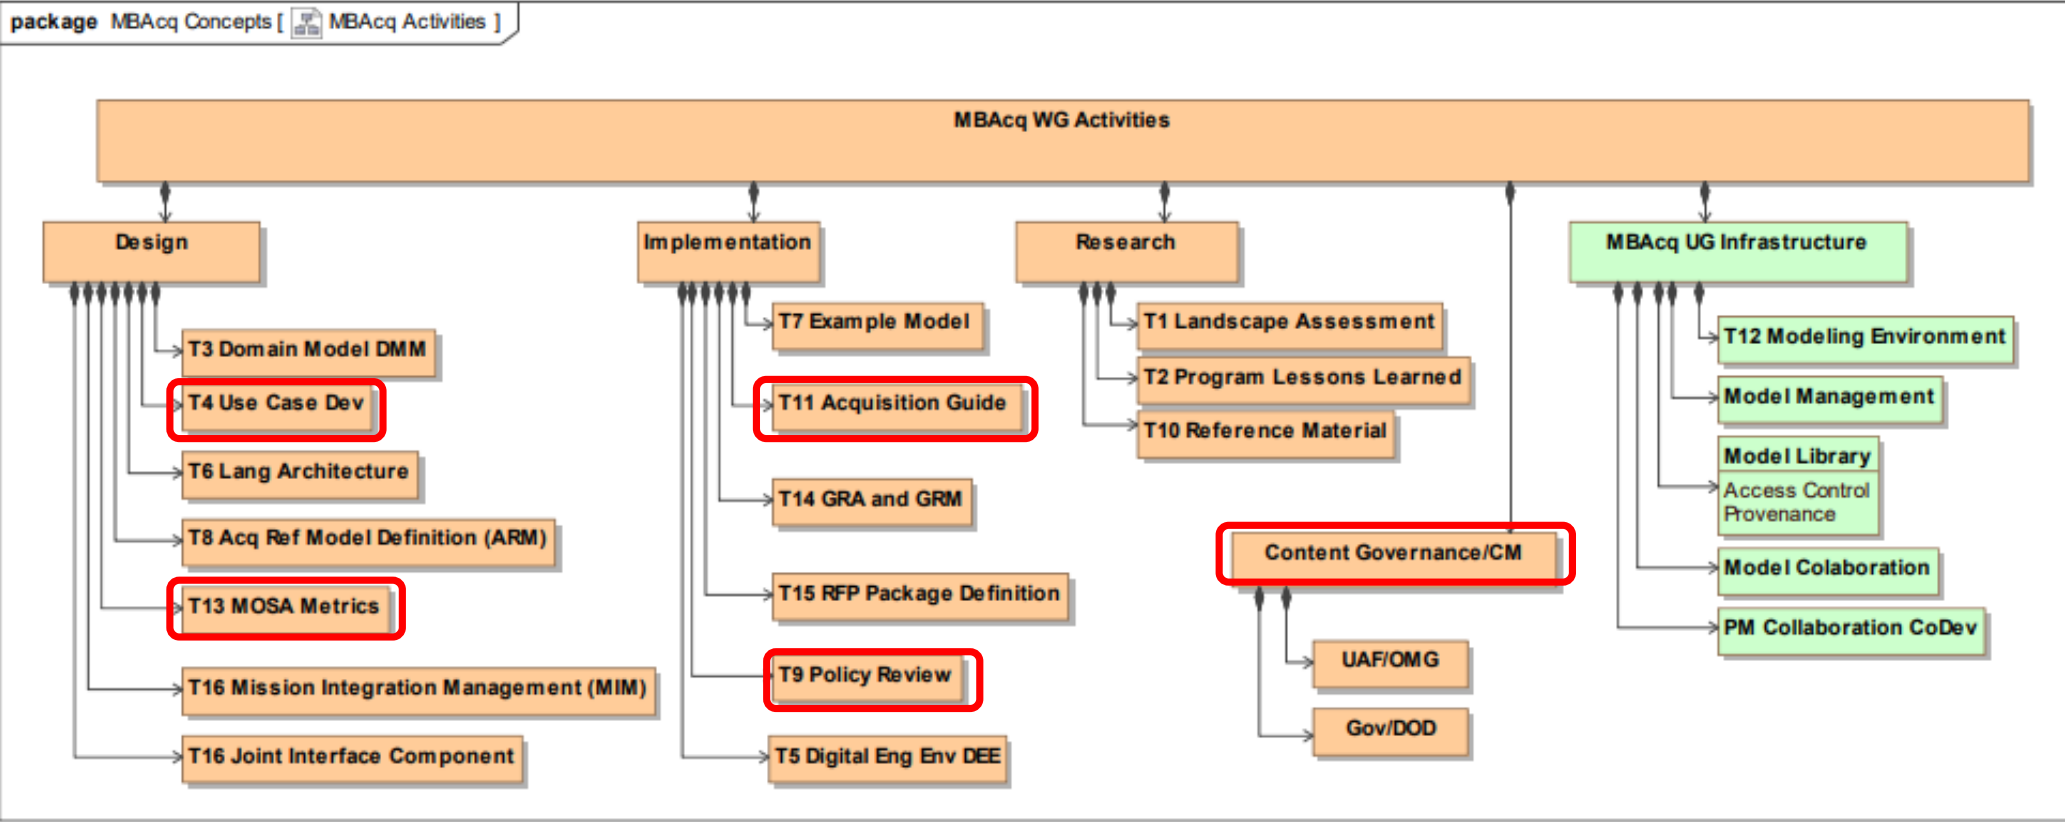 package MBAcq Concepts [ MBAcq Activities ]
MBAcq WG Activities
Design
T3 Domain Model DMM
T4 Use Case Dev
T6 Lang Architecture
T8 Acq Ref Model Definition (ARM)
T13 MOSA Metrics
T16 Mission Integration Management (MIM)
T16 Joint Interface Component
Implementation
T7 Example Model
T11 Acquisition Guide
T14 GRA and GRM
T15 RFP Package Definition
T9 Policy Review
T5 Digital Eng Env DEE
Research
T1 Landscape Assessment
T2 Program Lessons Learned
T10 Reference Material
Content Governance/CM
UAF/OMG
Gov/DOD
MBAcq UG Infrastructure
T12 Modeling Environment
Model Management
Model Library
Access Control
Provenance
Model Colaboration
PM Collaboration CoDev